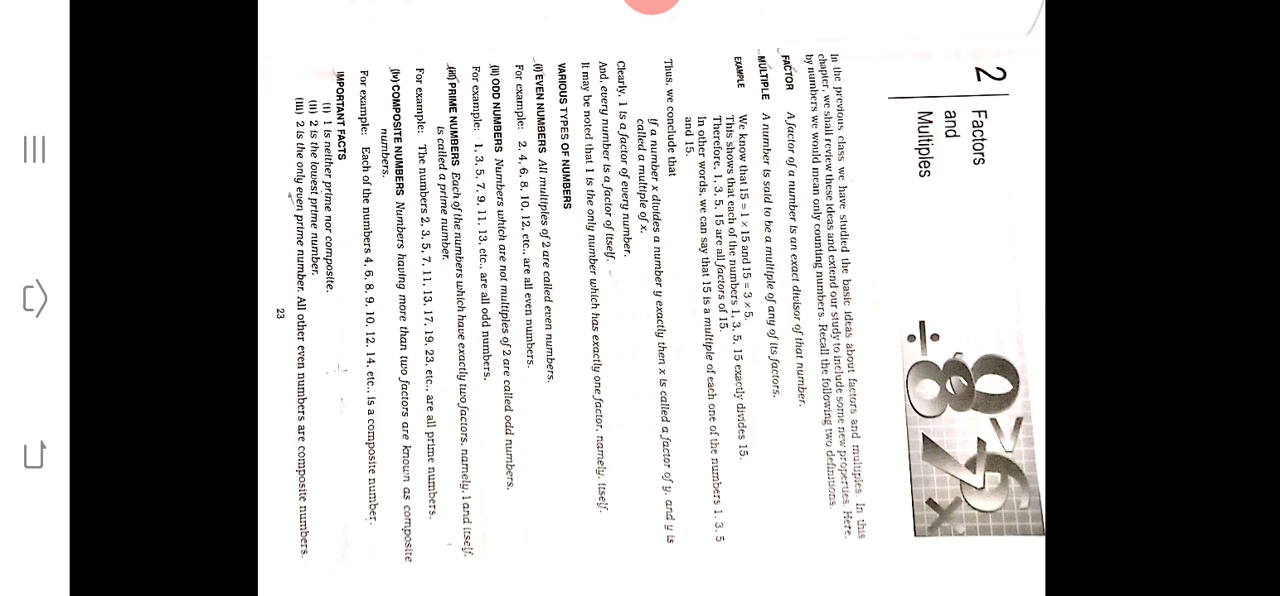 2
Factors
and
Multiples
In the previous class we have studied the basic ideas about factors and multiples. In this
chapter, we shall review these ideas and extend our study to include some new properties. Here,
by numbers we would mean only counting numbers. Recall the following two definitions.
FACTOR A factor of a number is an exact divisor of that number.
MULTIPLE A number is said to be a multiple of any of its factors.
EXAMPLE We know that 15 = 1 × 15 and 15 = 3 × 5.
This shows that each of the numbers 1, 3, 5, 15 exactly divides 15.
Therefore, 1, 3, 5, 15 are all factors of 15.
In other words, we can say that 15 is a multiple of each one of the numbers 1, 3, 5
and 15.
Thus, we conclude that
if a number x divides a number y exactly then x is called a factor of y, and y is
called a multiple of x.
Clearly, 1 is a factor of every number.
And, every number is a factor of itself.
It may be noted that 1 is the only number which has exactly one factor, namely, itself.
VARIOUS TYPES OF NUMBERS
(i) EVEN NUMBERS All multiples of 2 are called even numbers.
For example: 2, 4, 6, 8, 10, 12, etc., are all even numbers.
(ii) ODD NUMBERS Numbers which are not multiples of 2 are called odd numbers.
For example: 1, 3, 5, 7, 9, 11, 13, etc., are all odd numbers.
(iii) PRIME NUMBERS Each of the numbers which have exactly two factors, namely, 1 and itself,
is called a prime number.
For example: The numbers 2, 3, 5, 7, 11, 13, 17, 19, 23, etc., are all prime numbers.
(iv) COMPOSITE NUMBERS Numbers having more than two factors are known as composite
numbers.
For example: Each of the numbers 4, 6, 8, 9, 10, 12, 14, etc., is a composite number.
IMPORTANT FACTS
(i) 1 is neither prime nor composite.
(ii) 2 is the lowest prime number.
(iii) 2 is the only even prime number. All other even numbers are composite numbers.
23